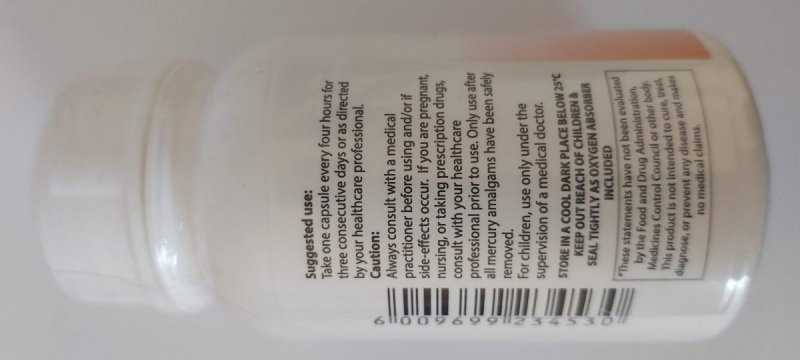 Suggested use:
Take one capsule every four hours for
three consecutive days or as directed
by your healthcare professional.
Caution:
Always consult with a medical
practitioner before using and/or if
side-effects occur. If you are pregnant,
nursing, or taking prescription drugs,
consult with your healthcare
professional prior to use. Only use after
all mercury amalgams have been safely
removed.
For children, use only under the
supervision of a medical doctor.
STORE IN A COOL DARK PLACE BELOW 25°C
KEEP OUT REACH OF CHILDREN &
SEAL TIGHTLY AS OXYGEN ABSORBER
INCLUDED
*These statements have not been evaluated
by the Food and Drug Administration,
Medicines Control Council or other body.
This product is not intended to cure, treat,
diagnose, or prevent any disease and makes
no medical claims.
6 009699 234530